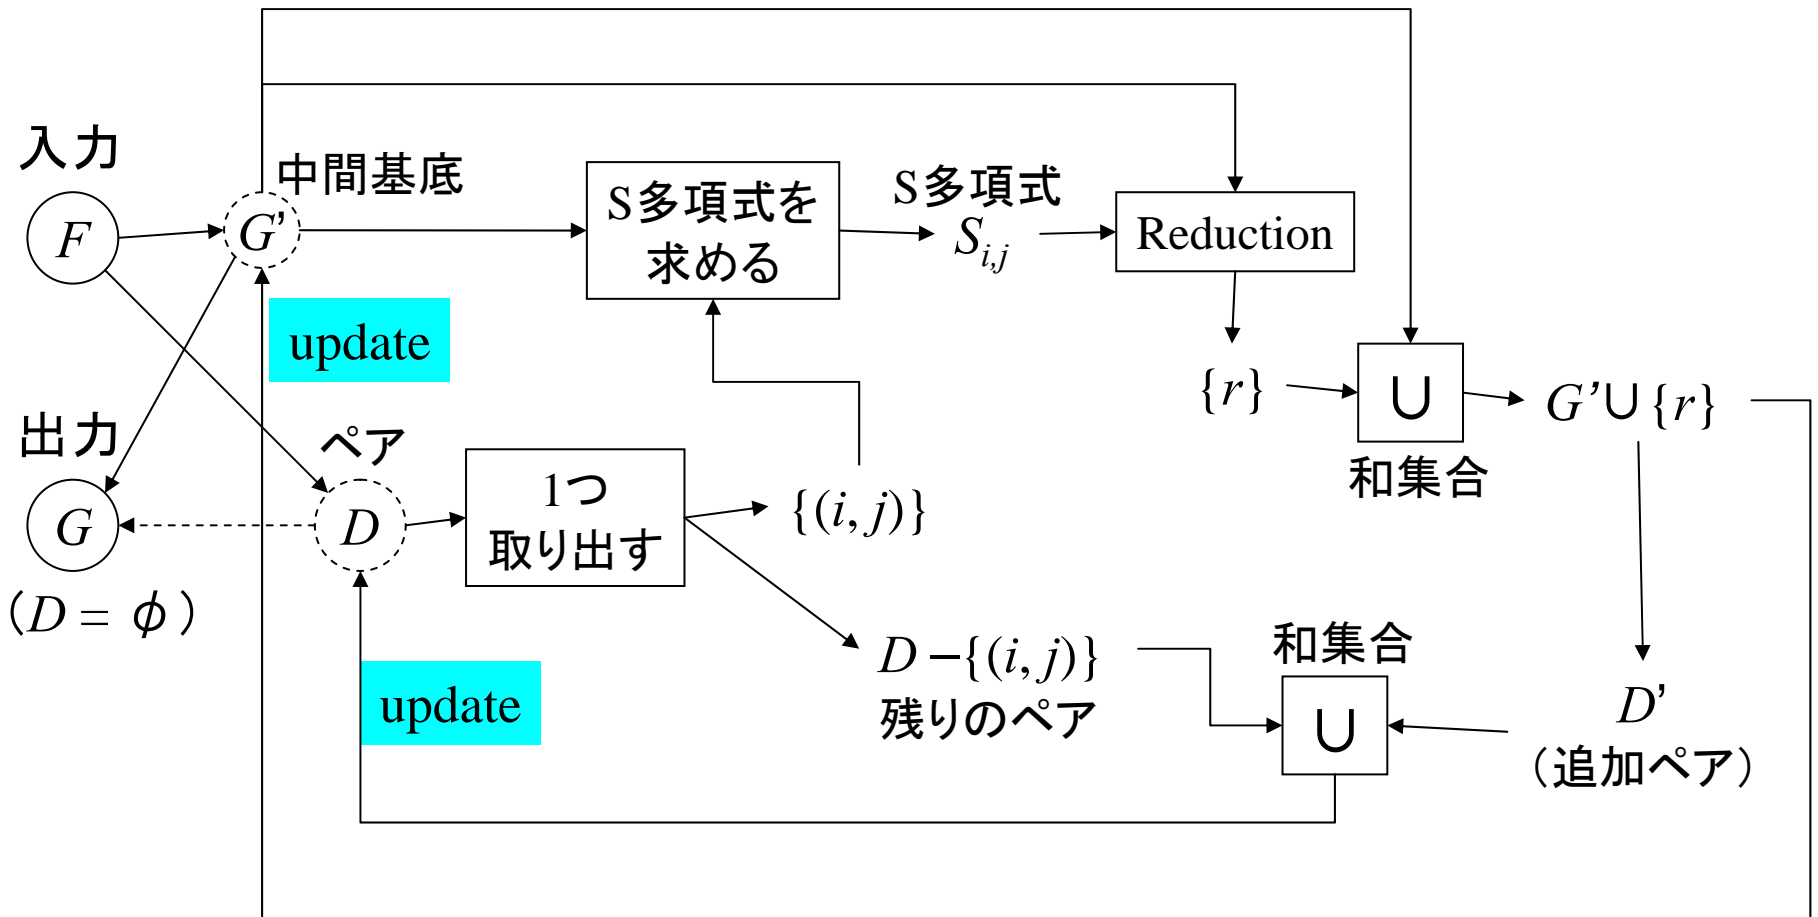 入力
F
G'
中間基底
S多項式を
求める
S多項式
S_{i,j}
Reduction
update
{r}
∪
和集合
G'∪{r}
出力
G
(D = φ)
ペア
D
1つ
取り出す
{(i, j)}
D−{(i, j)}
残りのペア
和集合
∪
D'
(追加ペア)
update